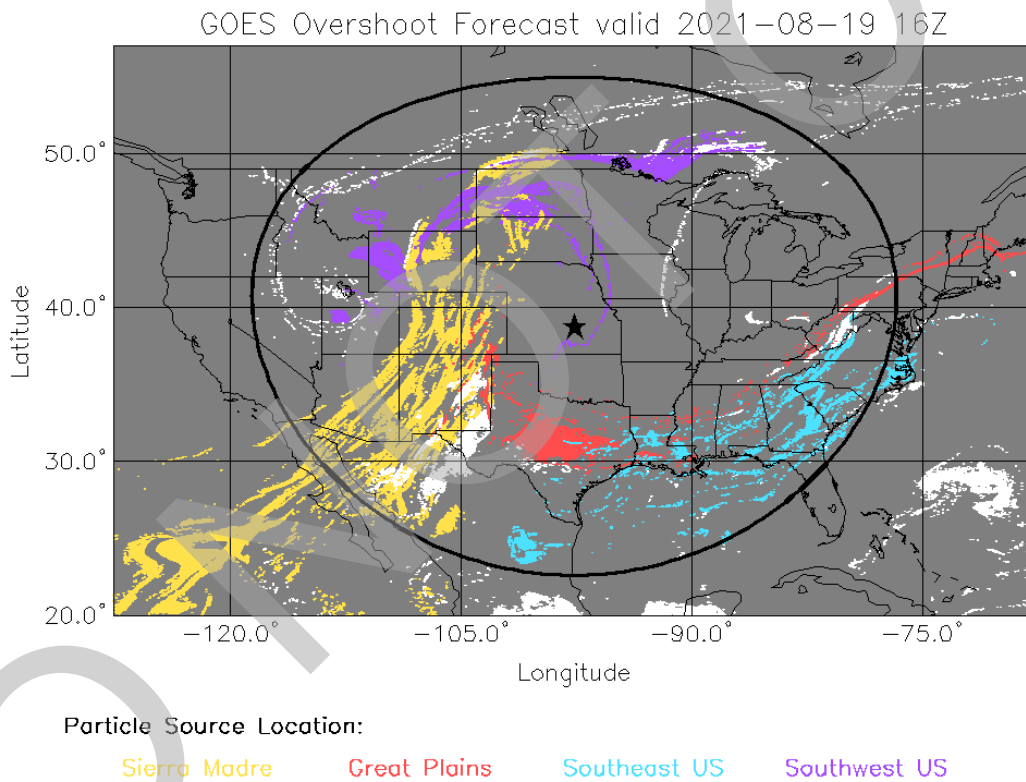 GOES Overshoot Forecast valid 2021-08-19 16Z
50.0°
40.0°
30.0°
20.0°
Latitude
-120.0°
-105.0°
-90.0°
-75.0°
Longitude
Particle Source Location:
Sierra Madre
Great Plains
Southeast US
Southwest US